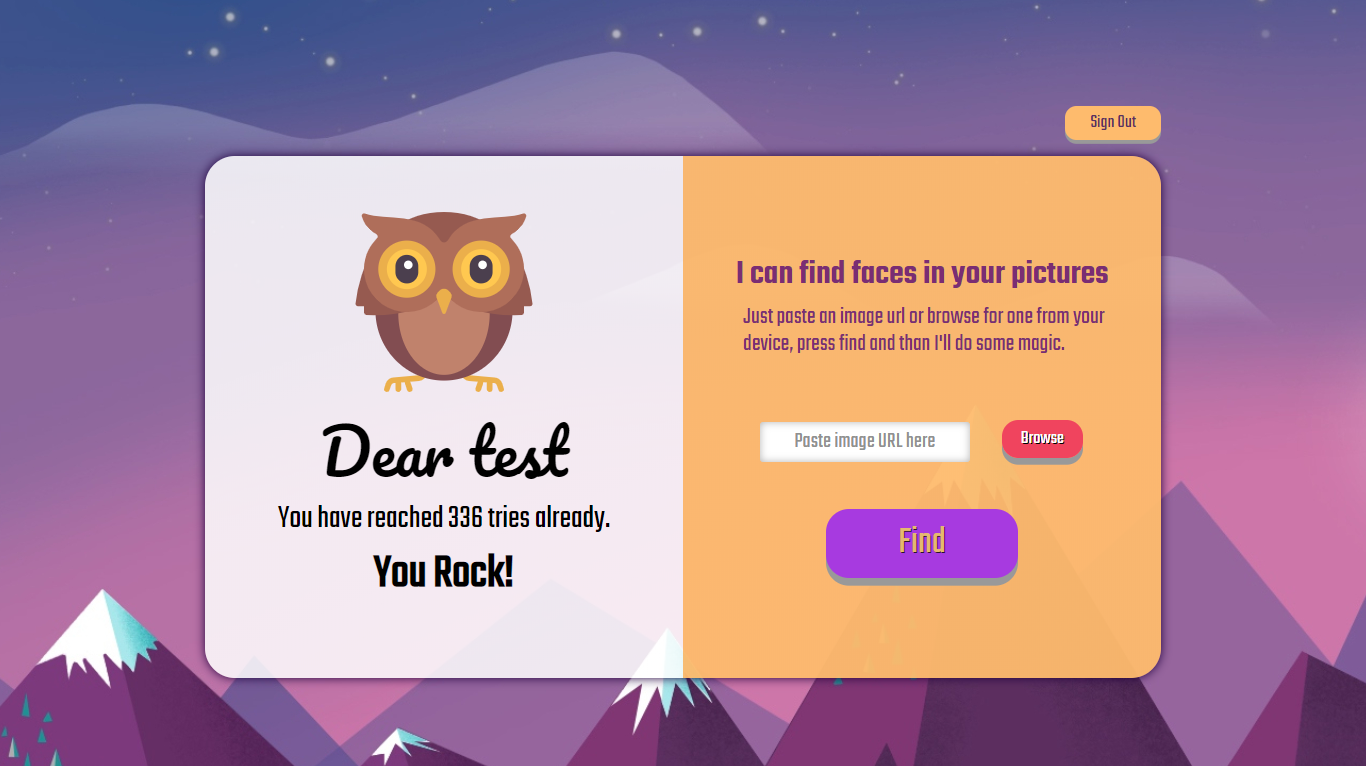 Sign Out
Dear test
You have reached 336 tries already.
You Rock!
I can find faces in your pictures
Just paste an image url or browse for one from your
device, press find and than I'll do some magic.
Paste image URL here
Browse
Find